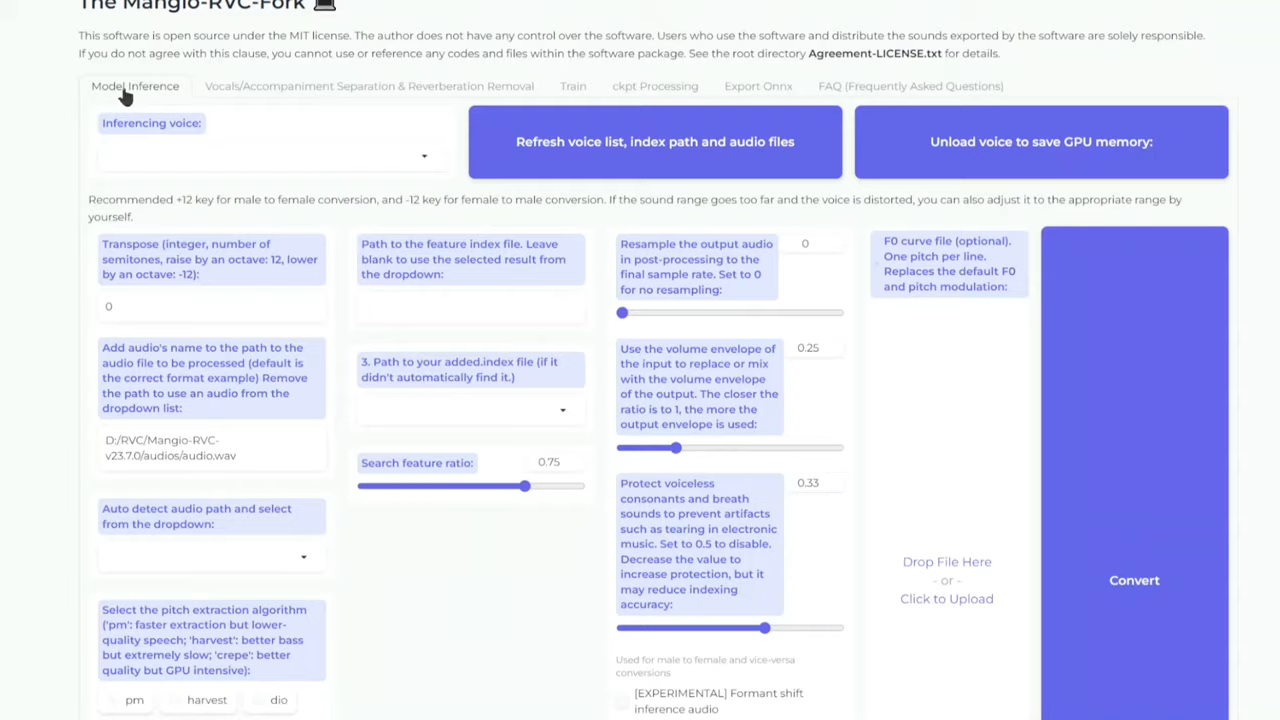 The Mangio-RVC-Fork 💻
This software is open source under the MIT license. The author does not have any control over the software. Users who use the software and distribute the sounds exported by the software are solely responsible.
If you do not agree with this clause, you cannot use or reference any codes and files within the software package. See the root directory Agreement-LICENSE.txt for details.
Model Inference
Vocals/Accompaniment Separation & Reverberation Removal
Train
ckpt Processing
Export Onnx
FAQ (Frequently Asked Questions)
Inferencing voice:
Refresh voice list, index path and audio files
Unload voice to save GPU memory:
Recommended +12 key for male to female conversion, and -12 key for female to male conversion. If the sound range goes too far and the voice is distorted, you can also adjust it to the appropriate range by
yourself.
Transpose (integer, number of
semitones, raise by an octave: 12, lower
by an octave: -12):
0
Add audio's name to the path to the
audio file to be processed (default is
the correct format example) Remove
the path to use an audio from the
dropdown list:
D:/RVC/Mangio-RVC-
v23.7.0/audios/audio.wav
Auto detect audio path and select
from the dropdown:
Select the pitch extraction algorithm
('pm': faster extraction but lower-
quality speech; 'harvest': better bass
but extremely slow; 'crepe': better
quality but GPU intensive):
pm
harvest
dio
Path to the feature index file. Leave
blank to use the selected result from
the dropdown:
3. Path to your added.index file (if it
didn't automatically find it.)
Search feature ratio:
0.75
Resample the output audio
in post-processing to the
final sample rate. Set to 0
for no resampling:
0
Use the volume envelope of
the input to replace or mix
with the volume envelope
of the output. The closer the
ratio is to 1, the more the
output envelope is used:
0.25
Protect voiceless
consonants and breath
sounds to prevent artifacts
such as tearing in electronic
music. Set to 0.5 to disable.
Decrease the value to
increase protection, but it
may reduce indexing
accuracy:
0.33
Used for male to female and vice-versa
conversions
[EXPERIMENTAL] Formant shift
inference audio
F0 curve file (optional).
One pitch per line.
Replaces the default F0
and pitch modulation:
Drop File Here
- or -
Click to Upload
Convert